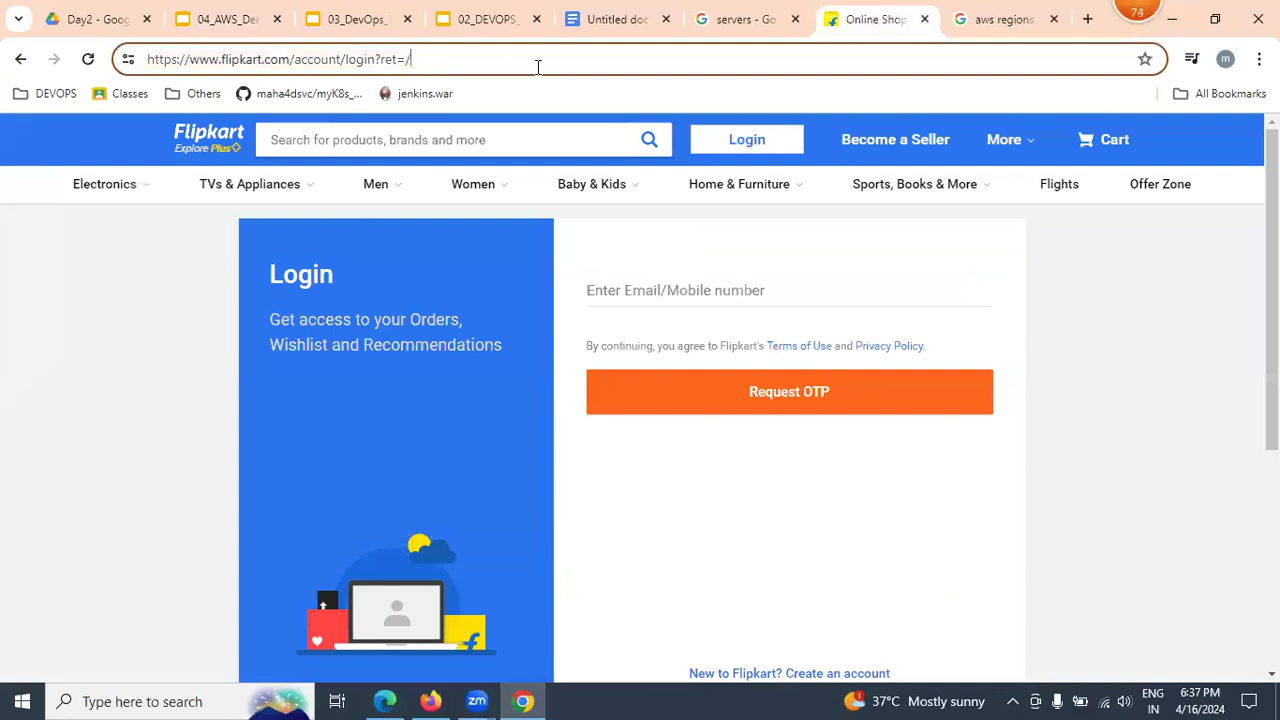 Day2 - Goog
04_AWS_Der
03_DevOps_
02_DEVOPS_
Untitled doc
servers - Go
Online Shop
aws regions
74
https://www.flipkart.com/account/login?ret=/
m
DEVOPS
Classes
Others
maha4dsvc/myK8s_...
jenkins.war
All Bookmarks
Flipkart
Explore Plus
Search for products, brands and more
Login
Become a Seller
More
Cart
Electronics
TVs & Appliances
Men
Women
Baby & Kids
Home & Furniture
Sports, Books & More
Flights
Offer Zone
Login
Get access to your Orders,
Wishlist and Recommendations
Enter Email/Mobile number
By continuing, you agree to Flipkart's Terms of Use and Privacy Policy.
Request OTP
New to Flipkart? Create an account
Type here to search
1
37°C Mostly sunny
ENG
IN
6:37 PM
4/16/2024